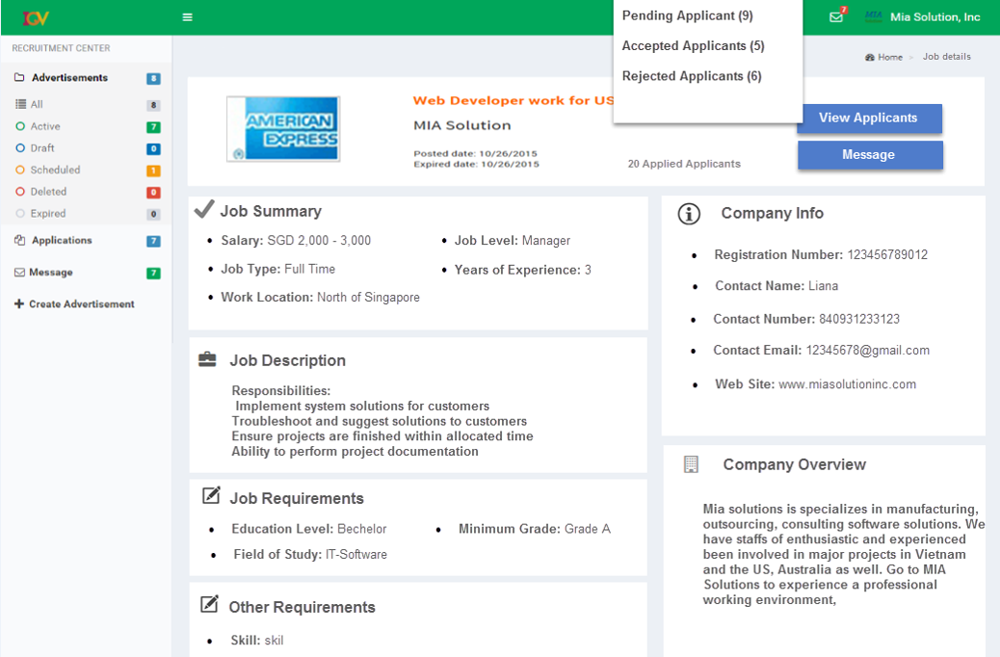 IGV
7
MIA
Mia Solution, Inc
Pending Applicant (9)
Accepted Applicants (5)
Rejected Applicants (6)
RECRUITMENT CENTER
Home > Job details
Advertisements 8
All 8
Active 7
Draft 0
Scheduled 1
Deleted 0
Expired 0
Applications 7
Message 7
Create Advertisement
AMERICAN
EXPRESS
Web Developer work for US
MIA Solution
Posted date: 10/26/2015
Expired date: 10/26/2015
20 Applied Applicants
View Applicants
Message
Job Summary
• Salary: SGD 2,000 - 3,000
• Job Level: Manager
• Job Type: Full Time
• Years of Experience: 3
• Work Location: North of Singapore
Job Description
Responsibilities:
Implement system solutions for customers
Troubleshoot and suggest solutions to customers
Ensure projects are finished within allocated time
Ability to perform project documentation
Job Requirements
• Education Level: Bechelor
• Minimum Grade: Grade A
• Field of Study: IT-Software
Other Requirements
• Skill: skil
Company Info
• Registration Number: 123456789012
• Contact Name: Liana
• Contact Number: 840931233123
• Contact Email: 12345678@gmail.com
• Web Site: www.miasolutioninc.com
Company Overview
Mia solutions is specializes in manufacturing,
outsourcing, consulting software solutions. We
have staffs of enthusiastic and experienced
been involved in major projects in Vietnam
and the US, Australia as well. Go to MIA
Solutions to experience a professional
working environment,